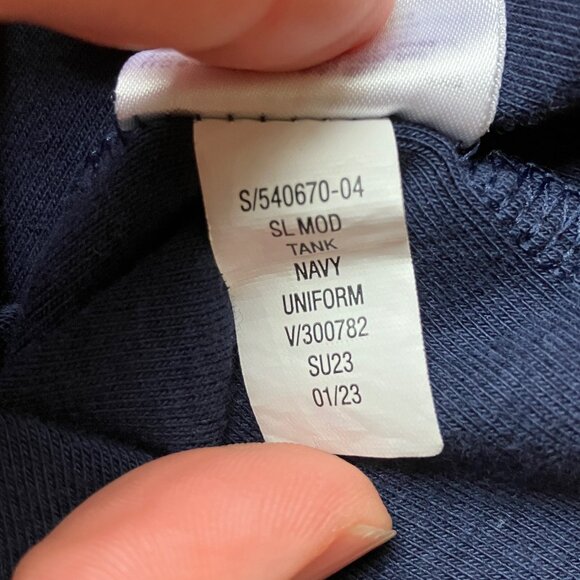 S/540670-04
SL MOD
TANK
NAVY
UNIFORM
V/300782
SU23
01/23